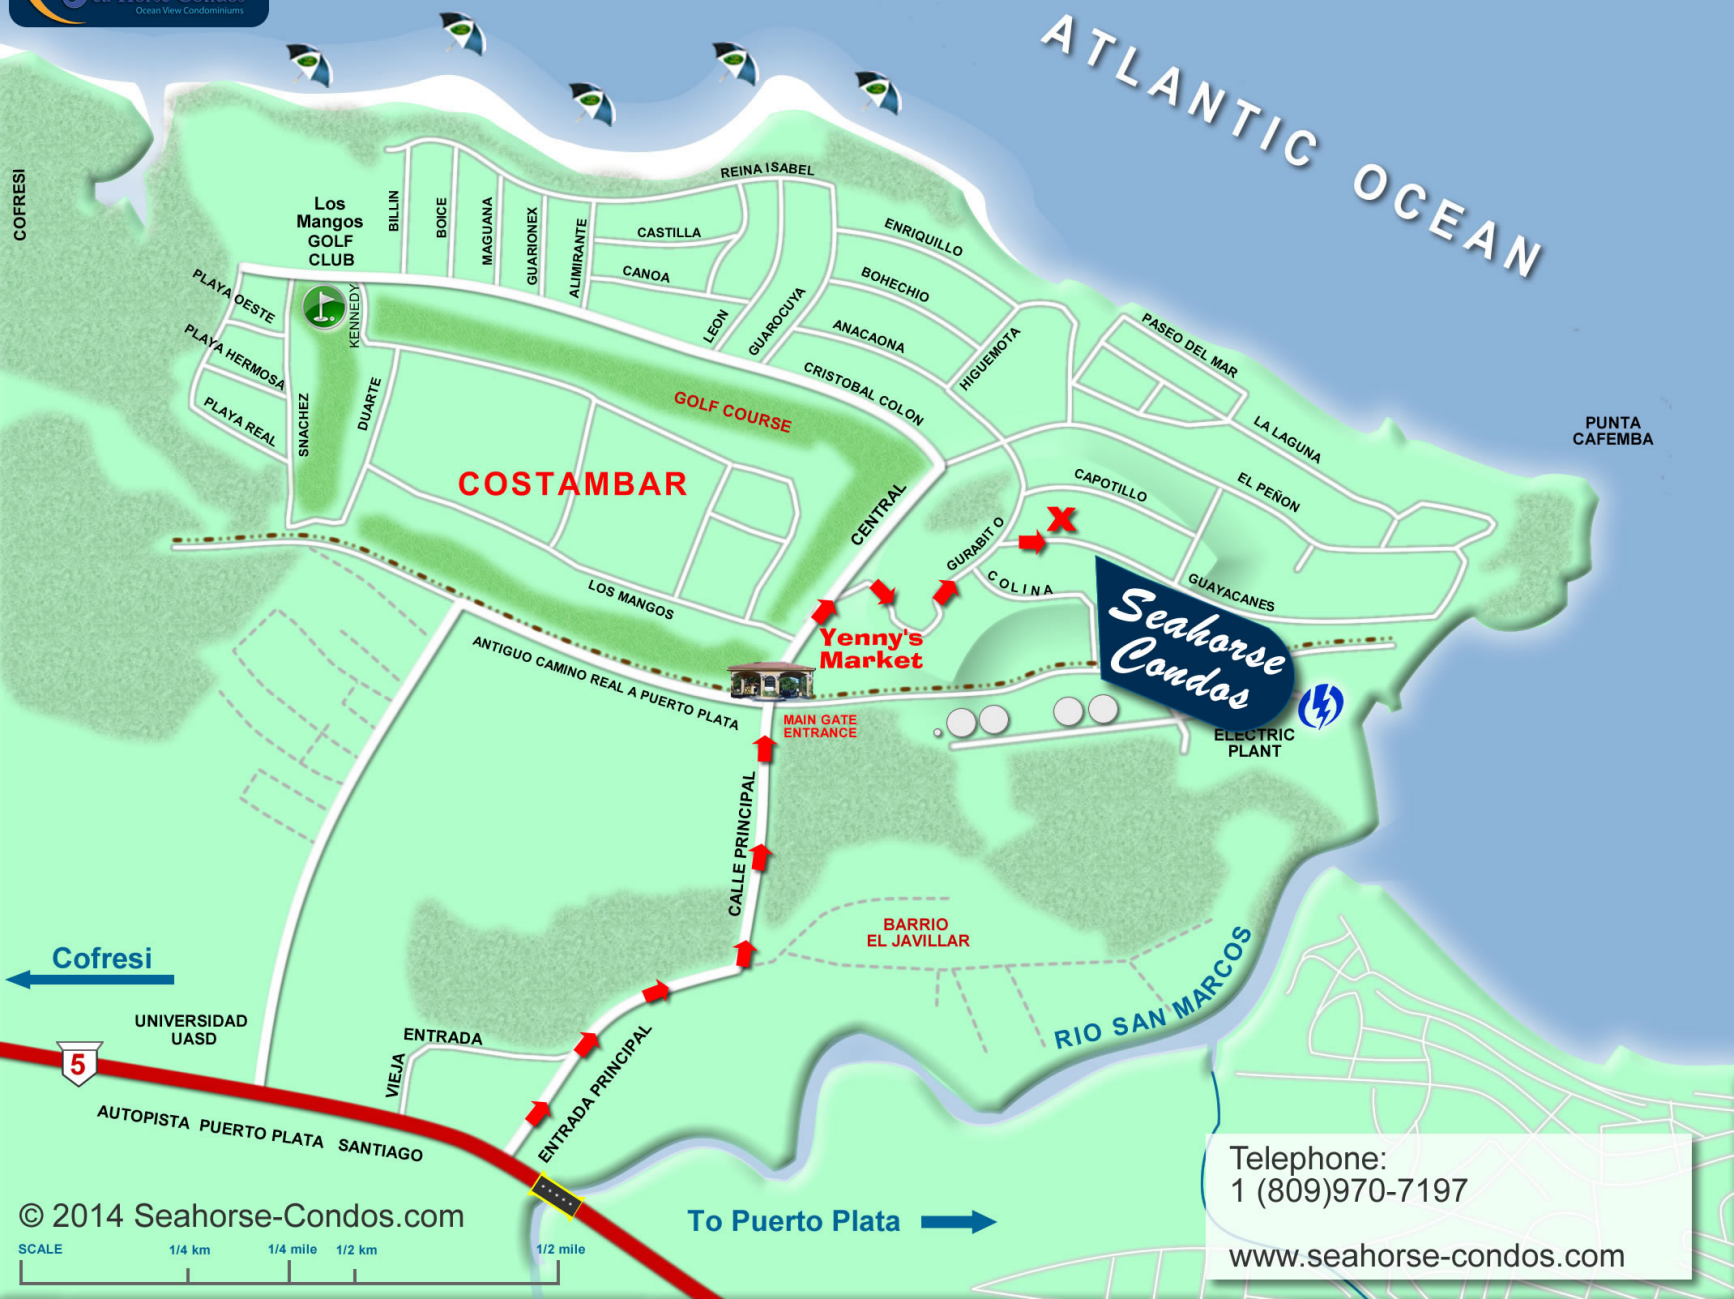 Ocean View Condominiums
ATLANTIC OCEAN
COFRESI
Los
Mangos
GOLF
CLUB
BILLIN
BOICE
MAGUANA
GUARIONEX
ALIMIRANTE
REINA ISABEL
CASTILLA
CANOA
LEON
GUAROCUYA
ENRIQUILLO
BOHECHIO
ANACAONA
HIGUEMOTA
CRISTOBAL COLON
PASEO DEL MAR
LA LAGUNA
EL PEÑON
PUNTA
CAFEMBA
PLAYA OESTE
PLAYA HERMOSA
PLAYA REAL
SNACHEZ
KENNEDY
DUARTE
GOLF COURSE
COSTAMBAR
CENTRAL
CAPOTILLO
X
GURABIT O
COLINA
GUAYACANES
LOS MANGOS
Yenny's
Market
Seahorse
Condos
ANTIGUO CAMINO REAL A PUERTO PLATA
MAIN GATE
ENTRANCE
ELECTRIC
PLANT
CALLE PRINCIPAL
BARRIO
EL JAVILLAR
RIO SAN MARCOS
Cofresi
UNIVERSIDAD
UASD
ENTRADA
VIEJA
ENTRADA PRINCIPAL
5
AUTOPISTA PUERTO PLATA SANTIAGO
To Puerto Plata
© 2014 Seahorse-Condos.com
SCALE 1/4 km 1/4 mile 1/2 km 1/2 mile
Telephone:
1 (809)970-7197
www.seahorse-condos.com